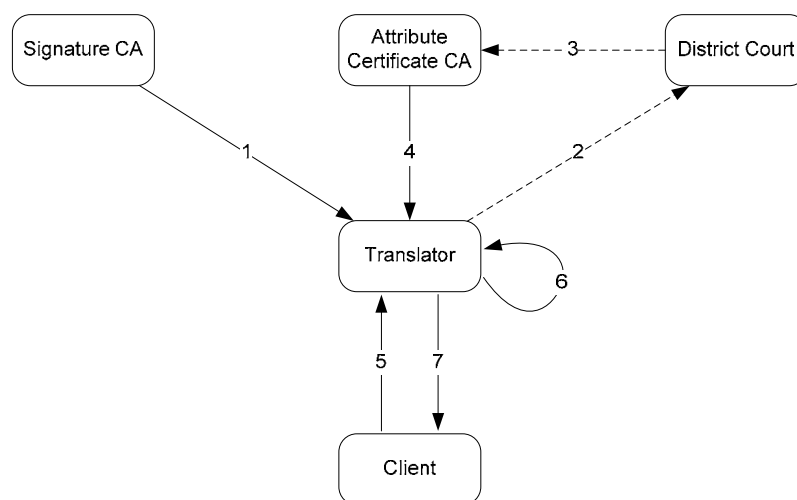 Signature CA
Attribute
Certificate CA
District Court
3
1
4
2
Translator
6
5
7
Client